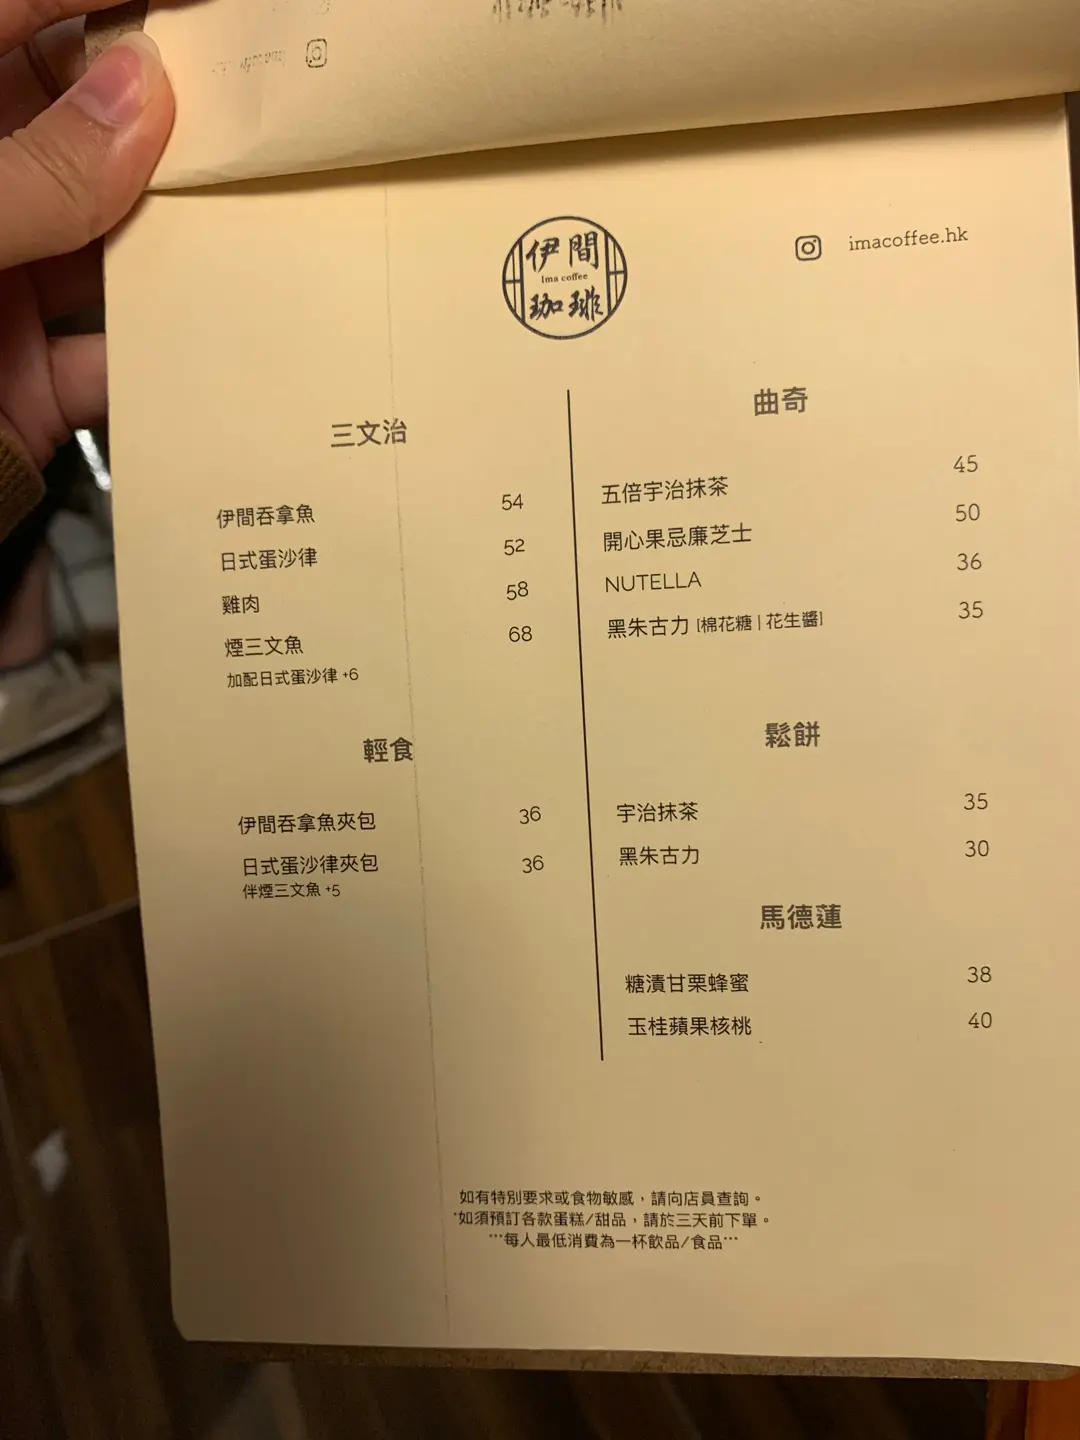 伊間
Ima coffee
珈琲
imacoffee.hk
三文治
伊間吞拿魚 54
日式蛋沙律 52
雞肉 58
煙三文魚 68
加配日式蛋沙律 +6
輕食
伊間吞拿魚夾包 36
日式蛋沙律夾包 36
伴煙三文魚 +5
曲奇
五倍宇治抹茶 45
開心果忌廉芝士 50
NUTELLA 36
黑朱古力 [棉花糖 | 花生醬] 35
鬆餅
宇治抹茶 35
黑朱古力 30
馬德蓮
糖漬甘栗蜂蜜 38
玉桂蘋果核桃 40
如有特別要求或食物敏感，請向店員查詢。
*如須預訂各款蛋糕/甜品，請於三天前下單。
***每人最低消費為一杯飲品/食品***